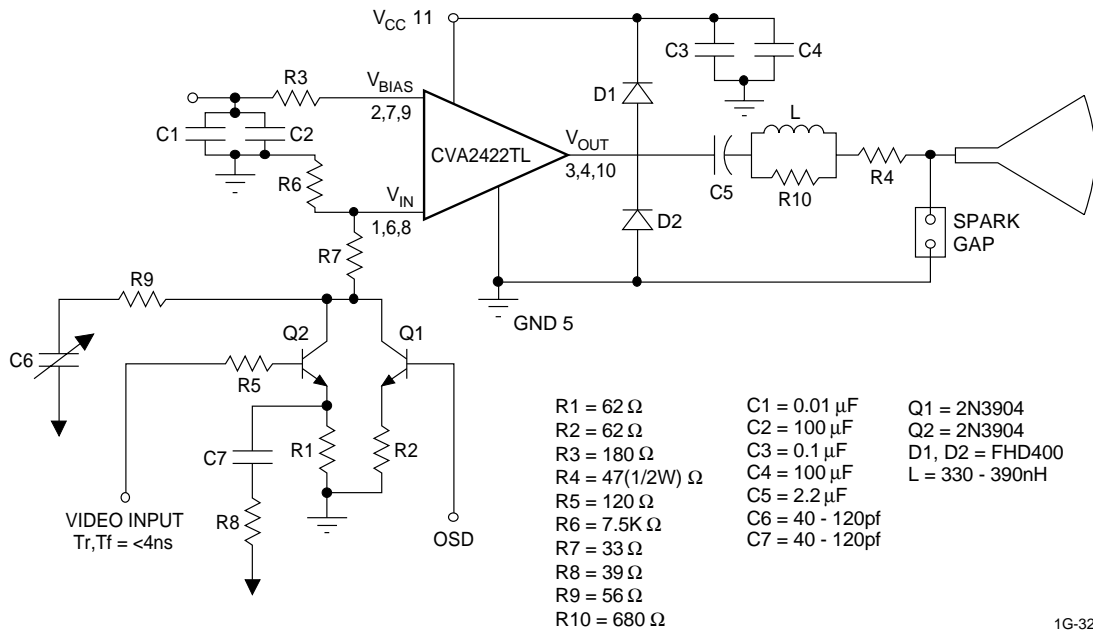 V_CC 11
C3
C4
R3
V_BIAS
2,7,9
D1
L
C1
C2
CVA2422TL
V_OUT
3,4,10
R6
C5
R10
R4
V_IN
1,6,8
D2
SPARK
GAP
R7
R9
GND 5
Q2
Q1
C6
R5
C7
R1
R2
R8
VIDEO INPUT
Tr,Tf = <4ns
OSD
R1 = 62 Ω
R2 = 62 Ω
R3 = 180 Ω
R4 = 47(1/2W) Ω
R5 = 120 Ω
R6 = 7.5K Ω
R7 = 33 Ω
R8 = 39 Ω
R9 = 56 Ω
R10 = 680 Ω
C1 = 0.01 μF
C2 = 100 μF
C3 = 0.1 μF
C4 = 100 μF
C5 = 2.2 μF
C6 = 40 - 120pf
C7 = 40 - 120pf
Q1 = 2N3904
Q2 = 2N3904
D1, D2 = FHD400
L = 330 - 390nH
1G-32